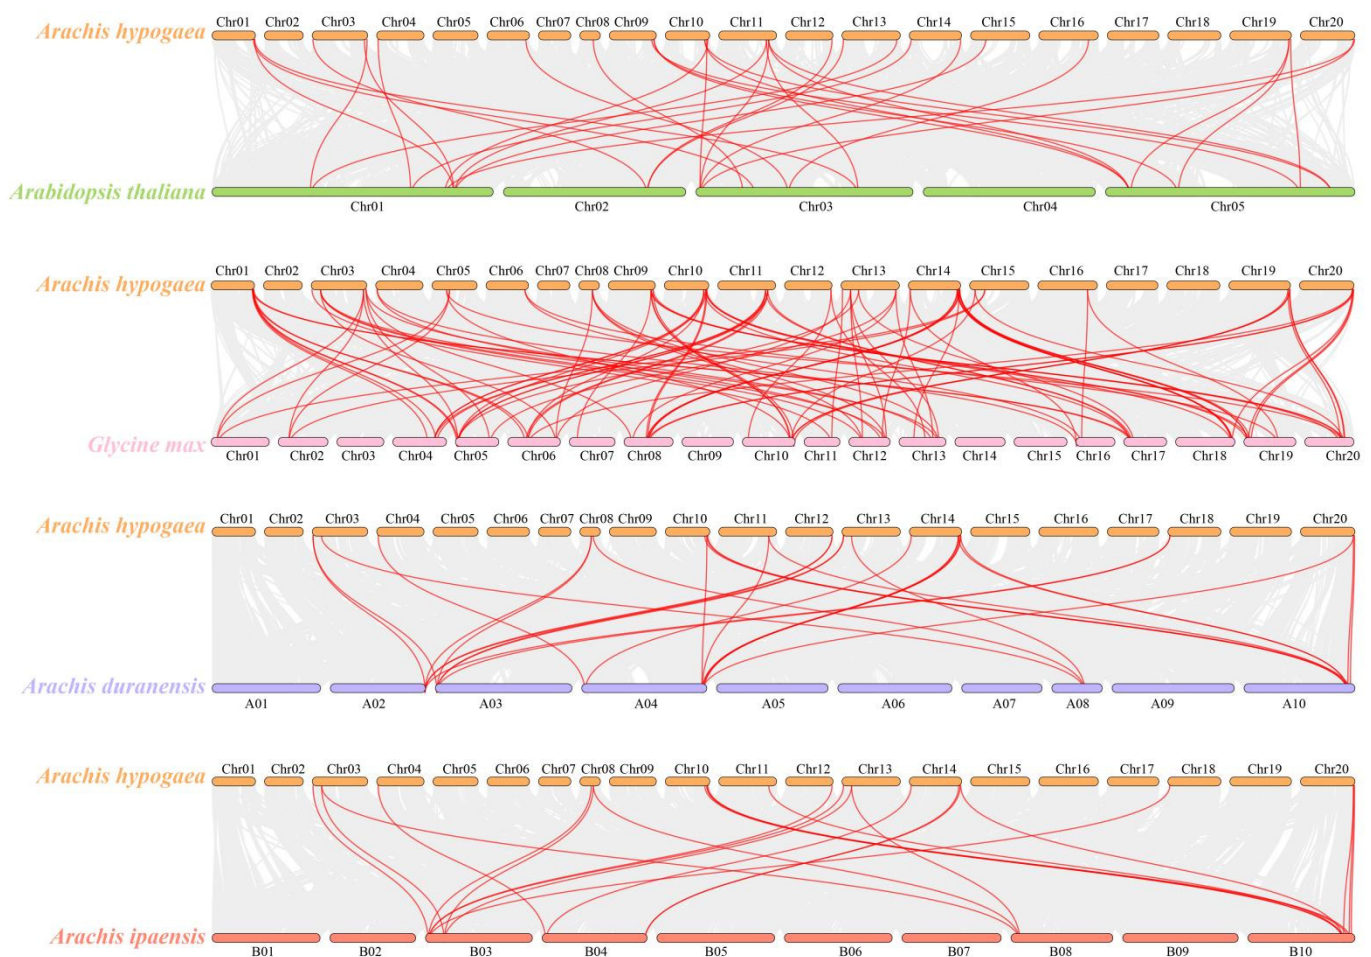 Chr01 Chr02 Chr03 Chr04 Chr05 Chr06 Chr07 Chr08 Chr09 Chr10 Chr11 Chr12 Chr13 Chr14 Chr15 Chr16 Chr17 Chr18 Chr19 Chr20
Arachis hypogaea
Arabidopsis thaliana
Chr01 Chr02 Chr03 Chr04 Chr05
Chr01 Chr02 Chr03 Chr04 Chr05 Chr06 Chr07 Chr08 Chr09 Chr10 Chr11 Chr12 Chr13 Chr14 Chr15 Chr16 Chr17 Chr18 Chr19 Chr20
Arachis hypogaea
Glycine max
Chr01 Chr02 Chr03 Chr04 Chr05 Chr06 Chr07 Chr08 Chr09 Chr10 Chr11 Chr12 Chr13 Chr14 Chr15 Chr16 Chr17 Chr18 Chr19 Chr20
Chr01 Chr02 Chr03 Chr04 Chr05 Chr06 Chr07 Chr08 Chr09 Chr10 Chr11 Chr12 Chr13 Chr14 Chr15 Chr16 Chr17 Chr18 Chr19 Chr20
Arachis hypogaea
Arachis duranensis
A01 A02 A03 A04 A05 A06 A07 A08 A09 A10
Chr01 Chr02 Chr03 Chr04 Chr05 Chr06 Chr07 Chr08 Chr09 Chr10 Chr11 Chr12 Chr13 Chr14 Chr15 Chr16 Chr17 Chr18 Chr19 Chr20
Arachis hypogaea
Arachis ipaensis
B01 B02 B03 B04 B05 B06 B07 B08 B09 B10